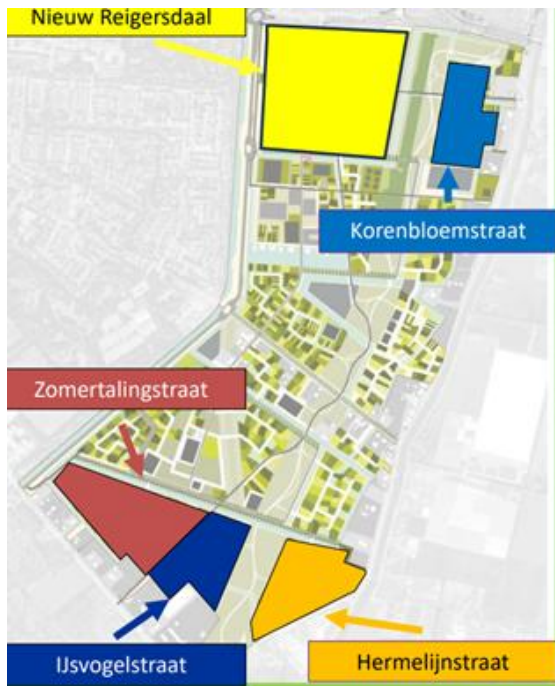 Nieuw Reigersdaal
Korenbloemstraat
Zomertalingstraat
IJsvogelstraat
Hermelijnstraat